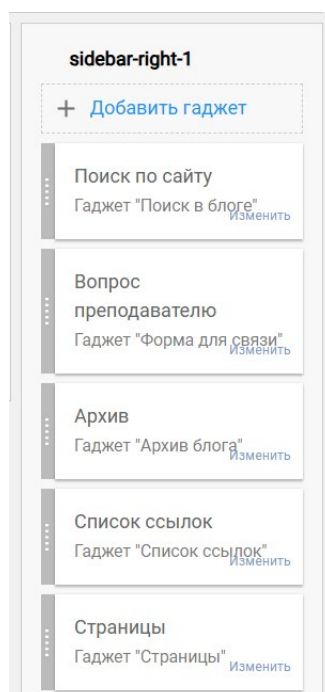 sidebar-right-1
+ Добавить гаджет
Поиск по сайту
Гаджет "Поиск в блоге"
Изменить
Вопрос
преподавателю
Гаджет "Форма для связи"
Изменить
Архив
Гаджет "Архив блога"
Изменить
Список ссылок
Гаджет "Список ссылок"
Изменить
Страницы
Гаджет "Страницы"
Изменить